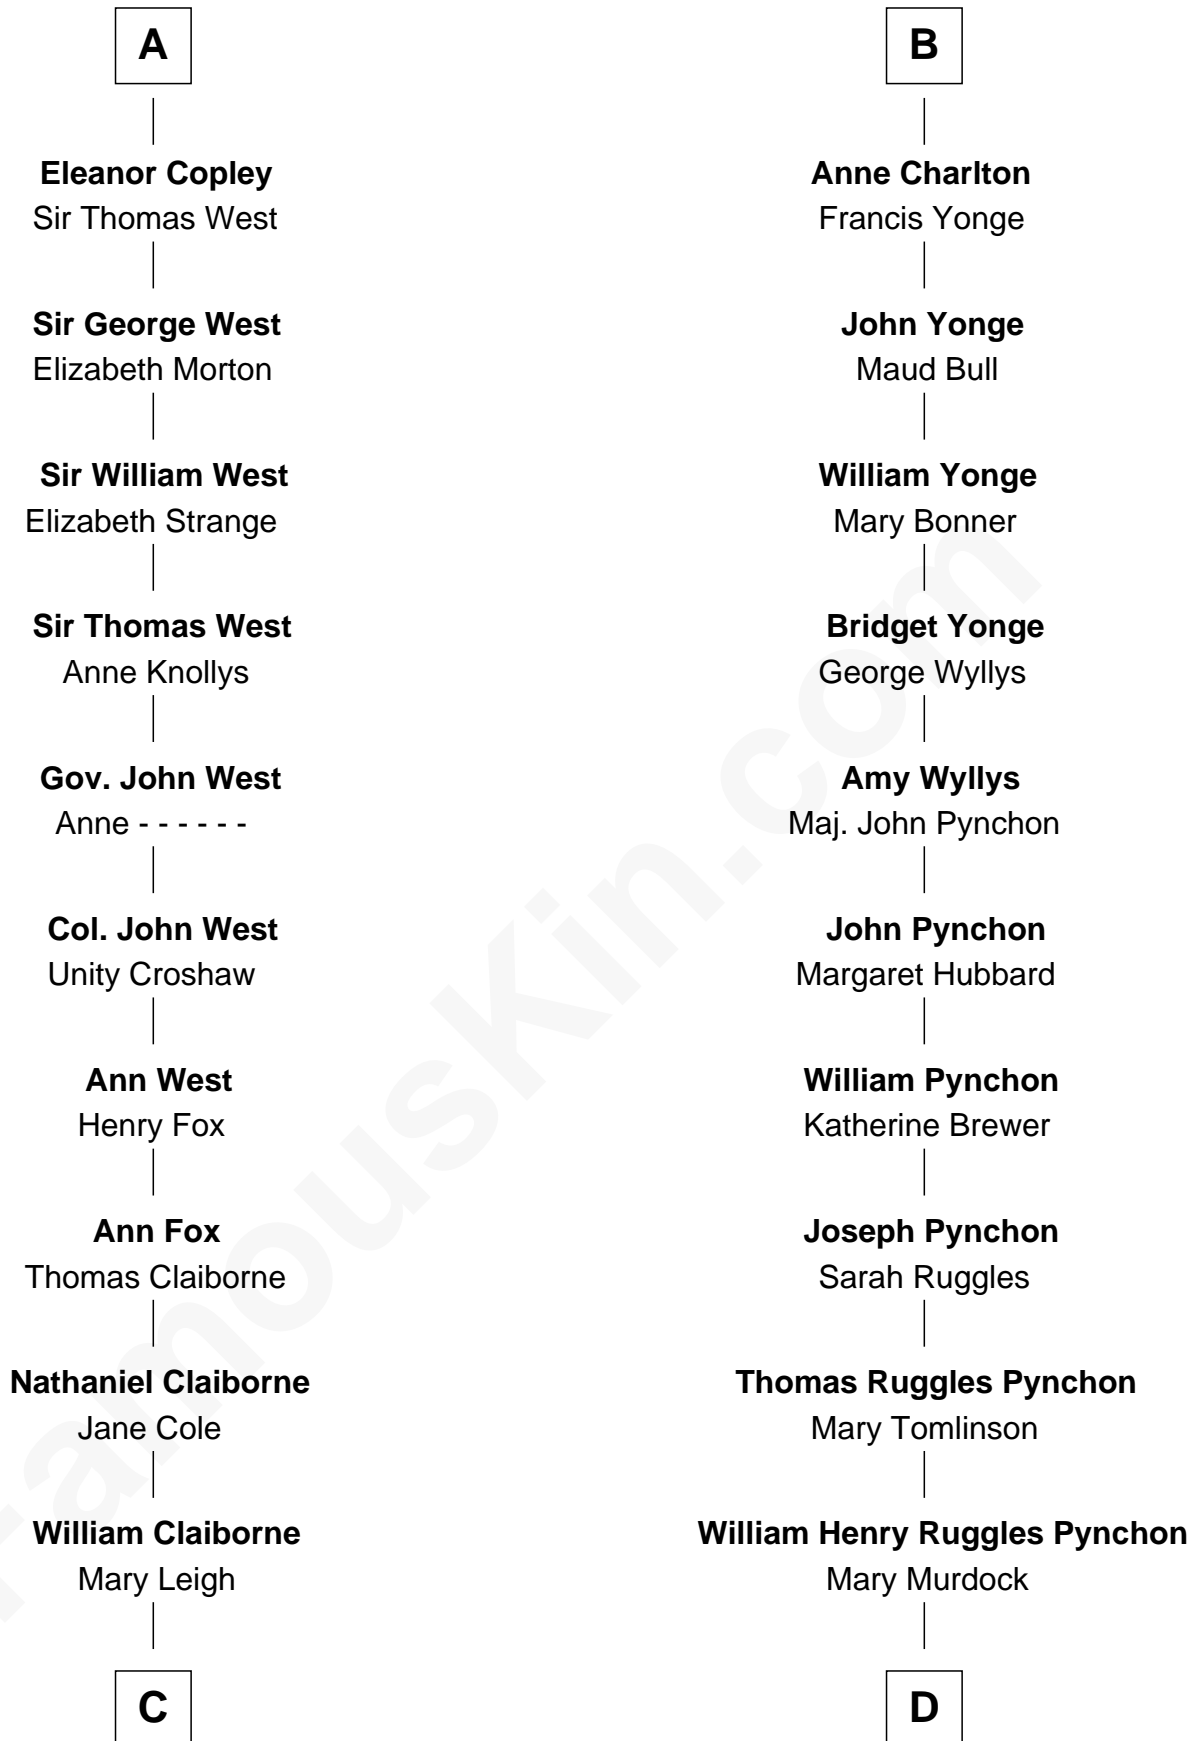 A
Eleanor Copley
Sir Thomas West
Sir George West
Elizabeth Morton
Sir William West
Elizabeth Strange
Sir Thomas West
Anne Knollys
Gov. John West
Anne - - - - - -
Col. John West
Unity Croshaw
Ann West
Henry Fox
Ann Fox
Thomas Claiborne
Nathaniel Claiborne
Jane Cole
William Claiborne
Mary Leigh
C
B
Anne Charlton
Francis Yonge
John Yonge
Maud Bull
William Yonge
Mary Bonner
Bridget Yonge
George Wyllys
Amy Wyllys
Maj. John Pynchon
John Pynchon
Margaret Hubbard
William Pynchon
Katherine Brewer
Joseph Pynchon
Sarah Ruggles
Thomas Ruggles Pynchon
Mary Tomlinson
William Henry Ruggles Pynchon
Mary Murdock
D
FamousKin.com